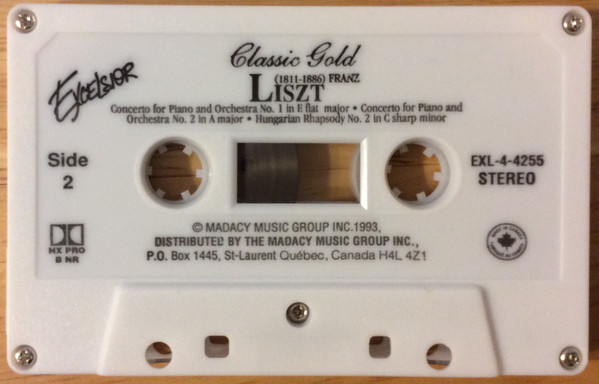 Classic Gold
EXCELSIOR
(1811-1886) FRANZ
LISZT
Concerto for Piano and Orchestra No. 1 in E flat major • Concerto for Piano and
Orchestra No. 2 in A major • Hungarian Rhapsody No. 2 in C sharp minor
Side
2
EXL-4-4255
STEREO
HX PRO
B NR
© MADACY MUSIC GROUP INC.1993,
DISTRIBUTED BY THE MADACY MUSIC GROUP INC.,
P.O. Box 1445, St-Laurent Québec, Canada H4L 4Z1